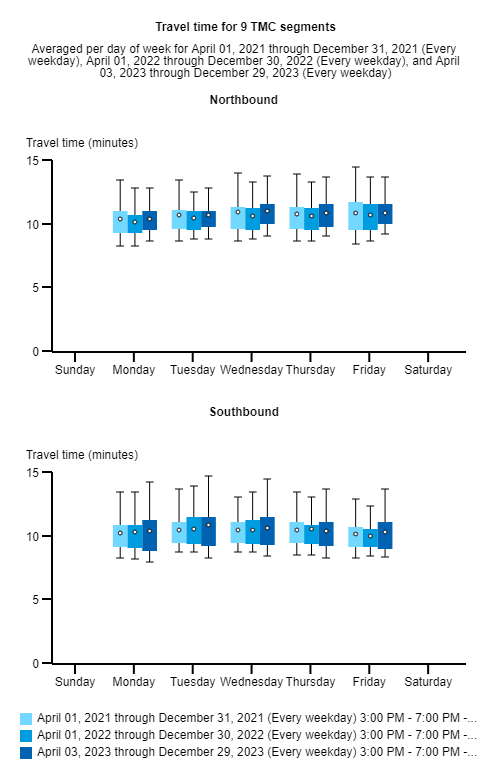 Travel time for 9 TMC segments
Averaged per day of week for April 01, 2021 through December 31, 2021 (Every
weekday), April 01, 2022 through December 30, 2022 (Every weekday), and April
03, 2023 through December 29, 2023 (Every weekday)
Northbound
Travel time (minutes)
15
10
5
0
Sunday Monday Tuesday Wednesday Thursday Friday Saturday
Southbound
Travel time (minutes)
15
10
5
0
Sunday Monday Tuesday Wednesday Thursday Friday Saturday
April 01, 2021 through December 31, 2021 (Every weekday) 3:00 PM - 7:00 PM -...
April 01, 2022 through December 30, 2022 (Every weekday) 3:00 PM - 7:00 PM -...
April 03, 2023 through December 29, 2023 (Every weekday) 3:00 PM - 7:00 PM -...